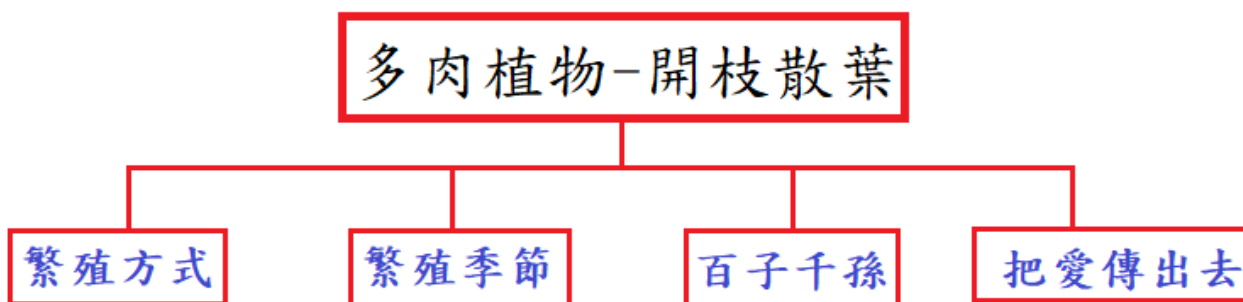 多肉植物-開枝散葉
繁殖方式
繁殖季節
百子千孫
把愛傳出去